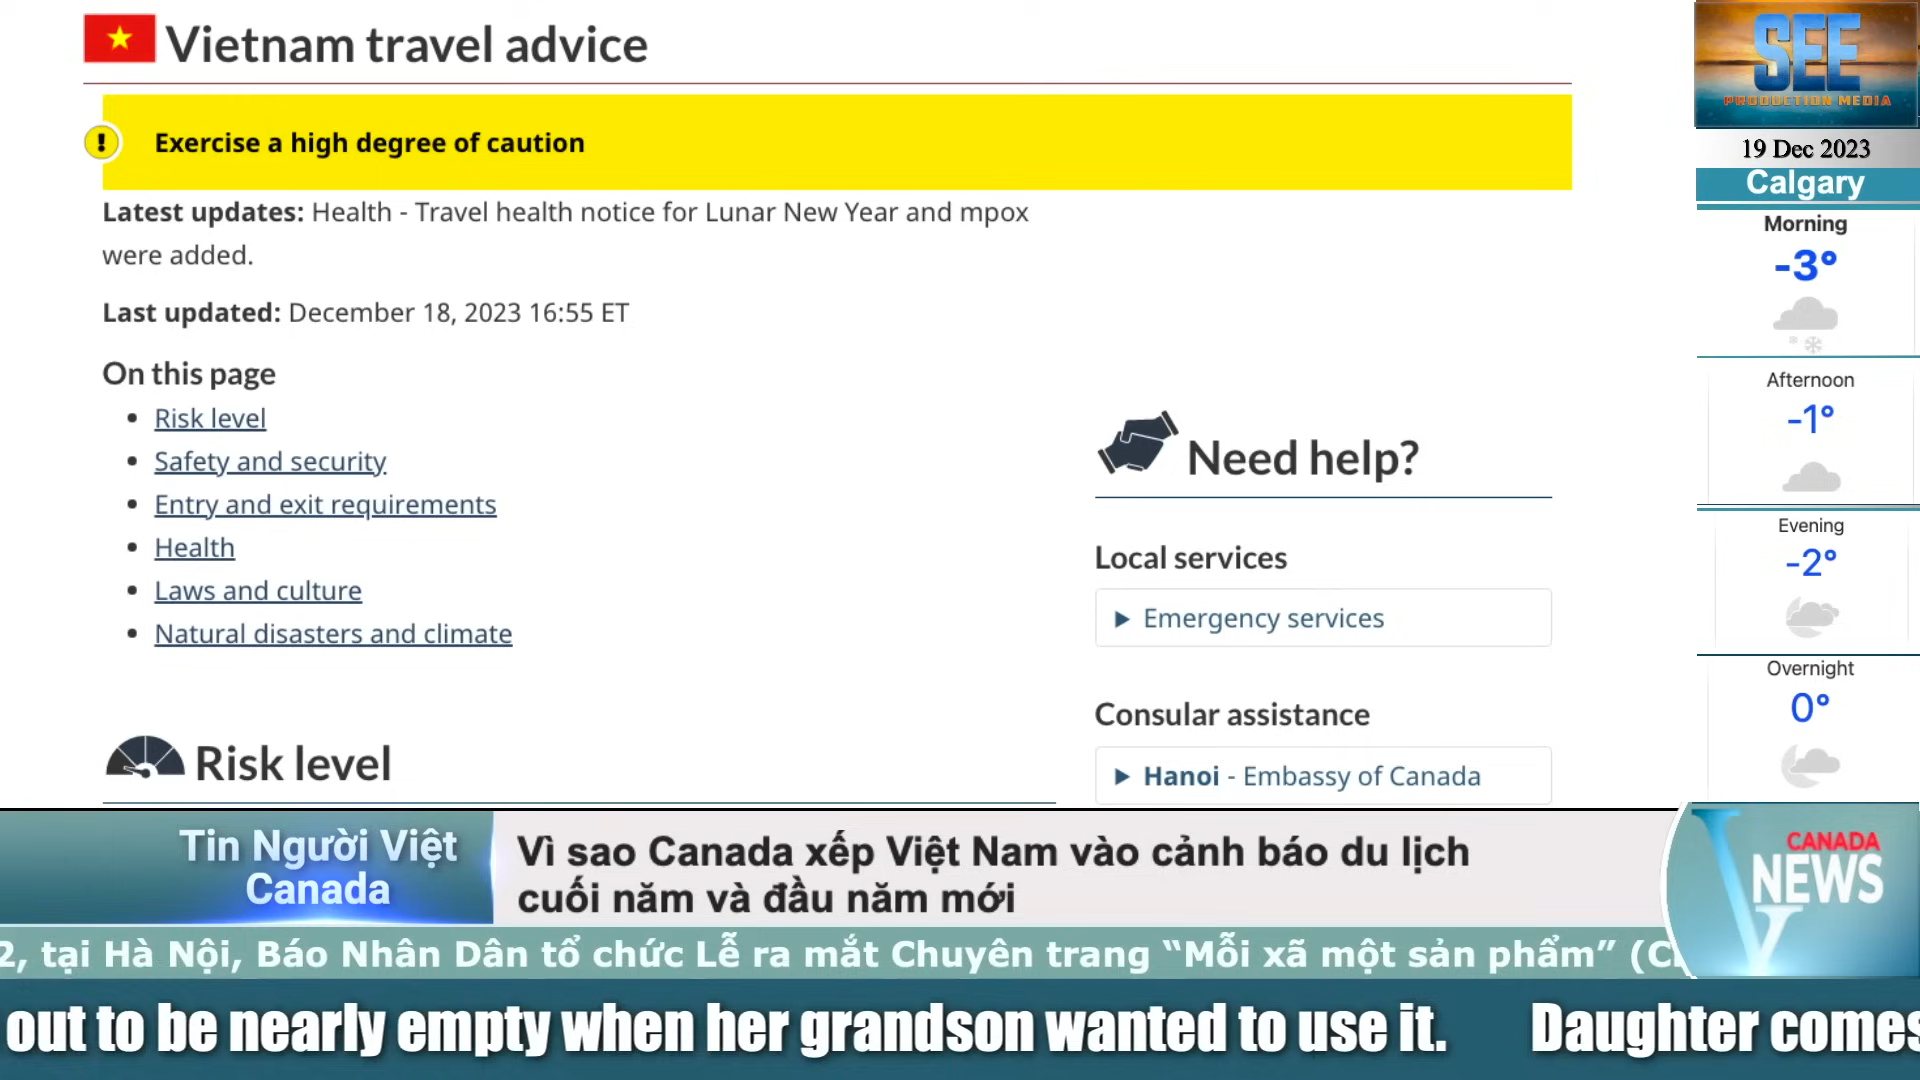 Vietnam travel advice
Exercise a high degree of caution
Latest updates: Health - Travel health notice for Lunar New Year and mpox
were added.
Last updated: December 18, 2023 16:55 ET
On this page
Risk level
Safety and security
Entry and exit requirements
Health
Laws and culture
Natural disasters and climate
Risk level
Need help?
Local services
Emergency services
Consular assistance
Hanoi - Embassy of Canada
SEE
PRODUCTION MEDIA
19 Dec 2023
Calgary
Morning
-3°
Afternoon
-1°
Evening
-2°
Overnight
0°
Tin Người Việt
Canada
Vì sao Canada xếp Việt Nam vào cảnh báo du lịch
cuối năm và đầu năm mới
CANADA
NEWS
V
2, tại Hà Nội, Báo Nhân Dân tổ chức Lễ ra mắt Chuyên trang “Mỗi xã một sản phẩm” (C
out to be nearly empty when her grandson wanted to use it. Daughter comes